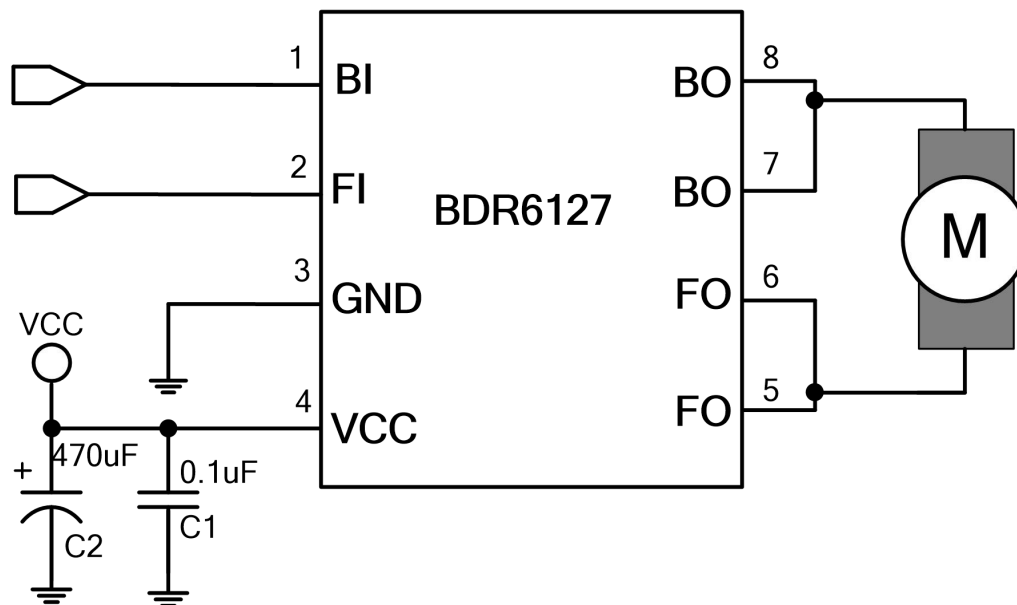 1
BI
8
BO
2
FI
7
BO
BDR6127
M
3
GND
6
FO
VCC
4
VCC
5
FO
+
470uF
0.1uF
C2
C1